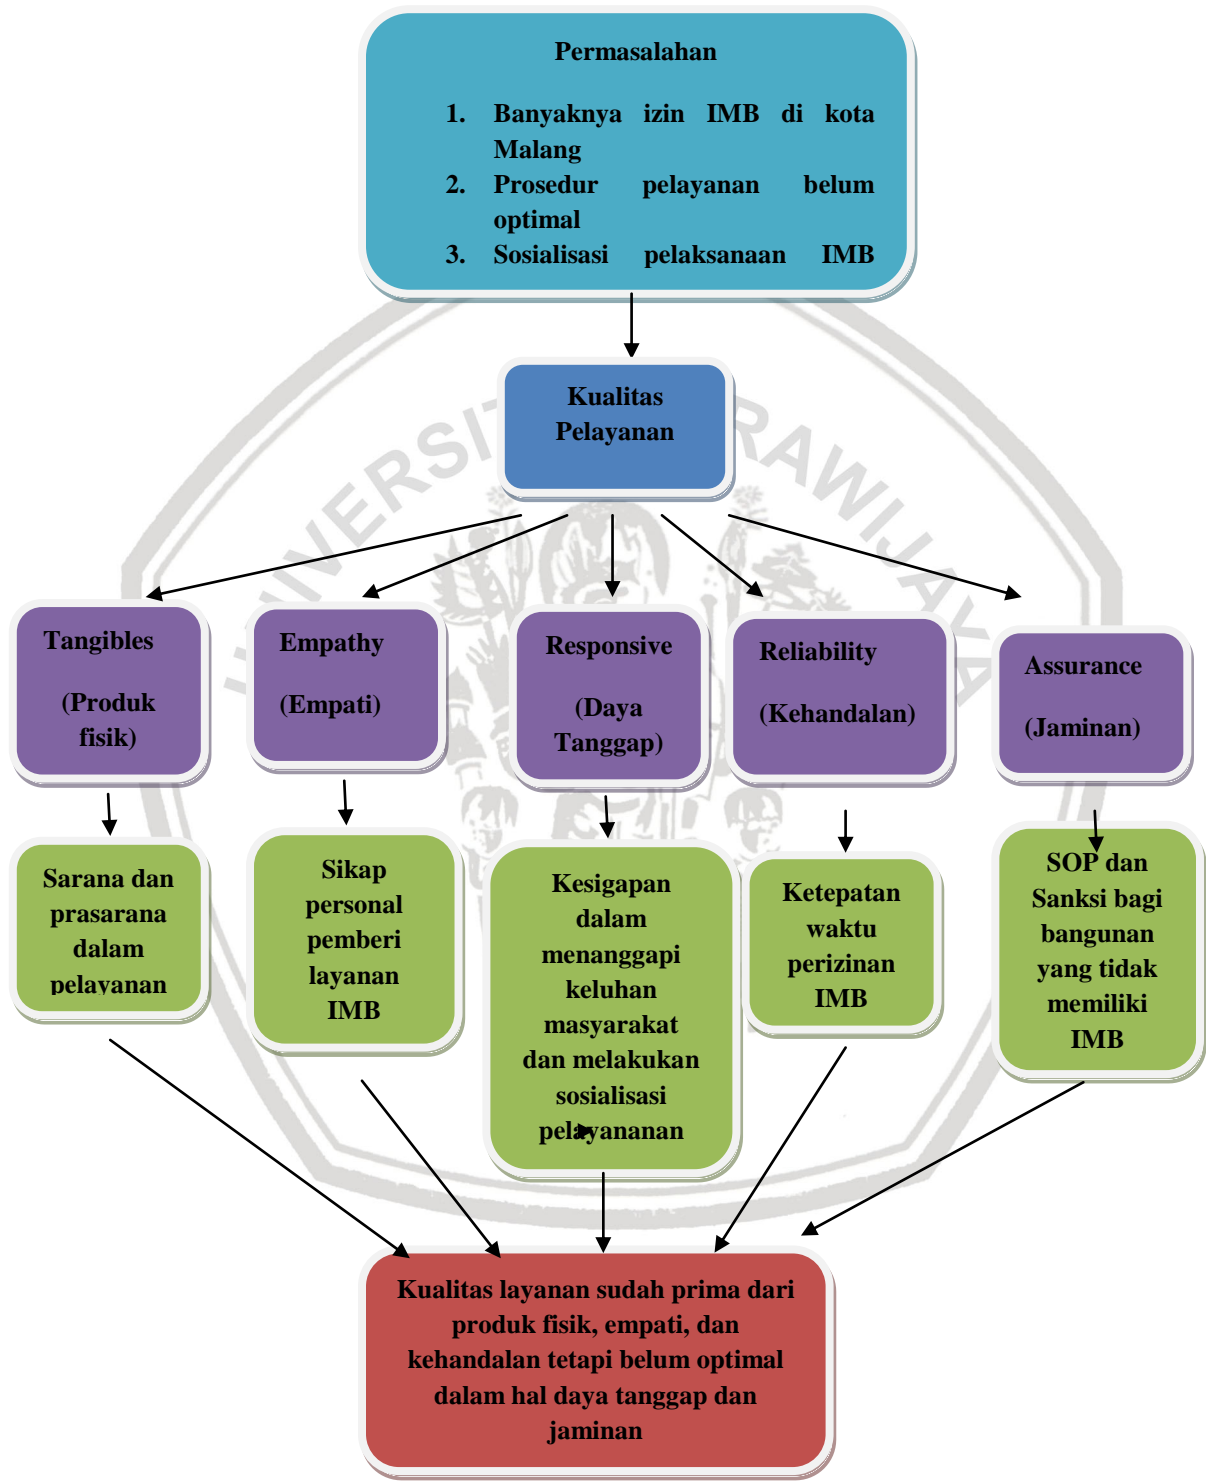 Permasalahan
1. Banyaknya izin IMB di kota
Malang
2. Prosedur pelayanan belum
optimal
3. Sosialisasi pelaksanaan IMB
Kualitas
Pelayanan
Tangibles
(Produk
fisik)
Empathy
(Empati)
Responsive
(Daya
Tanggap)
Reliability
(Kehandalan)
Assurance
(Jaminan)
Sarana dan
prasarana
dalam
pelayanan
Sikap
personal
pemberi
layanan
IMB
Kesigapan
dalam
menanggapi
keluhan
masyarakat
dan melakukan
sosialisasi
pelayananan
Ketepatan
waktu
perizinan
IMB
SOP dan
Sanksi bagi
bangunan
yang tidak
memiliki
IMB
Kualitas layanan sudah prima dari
produk fisik, empati, dan
kehandalan tetapi belum optimal
dalam hal daya tanggap dan
jaminan